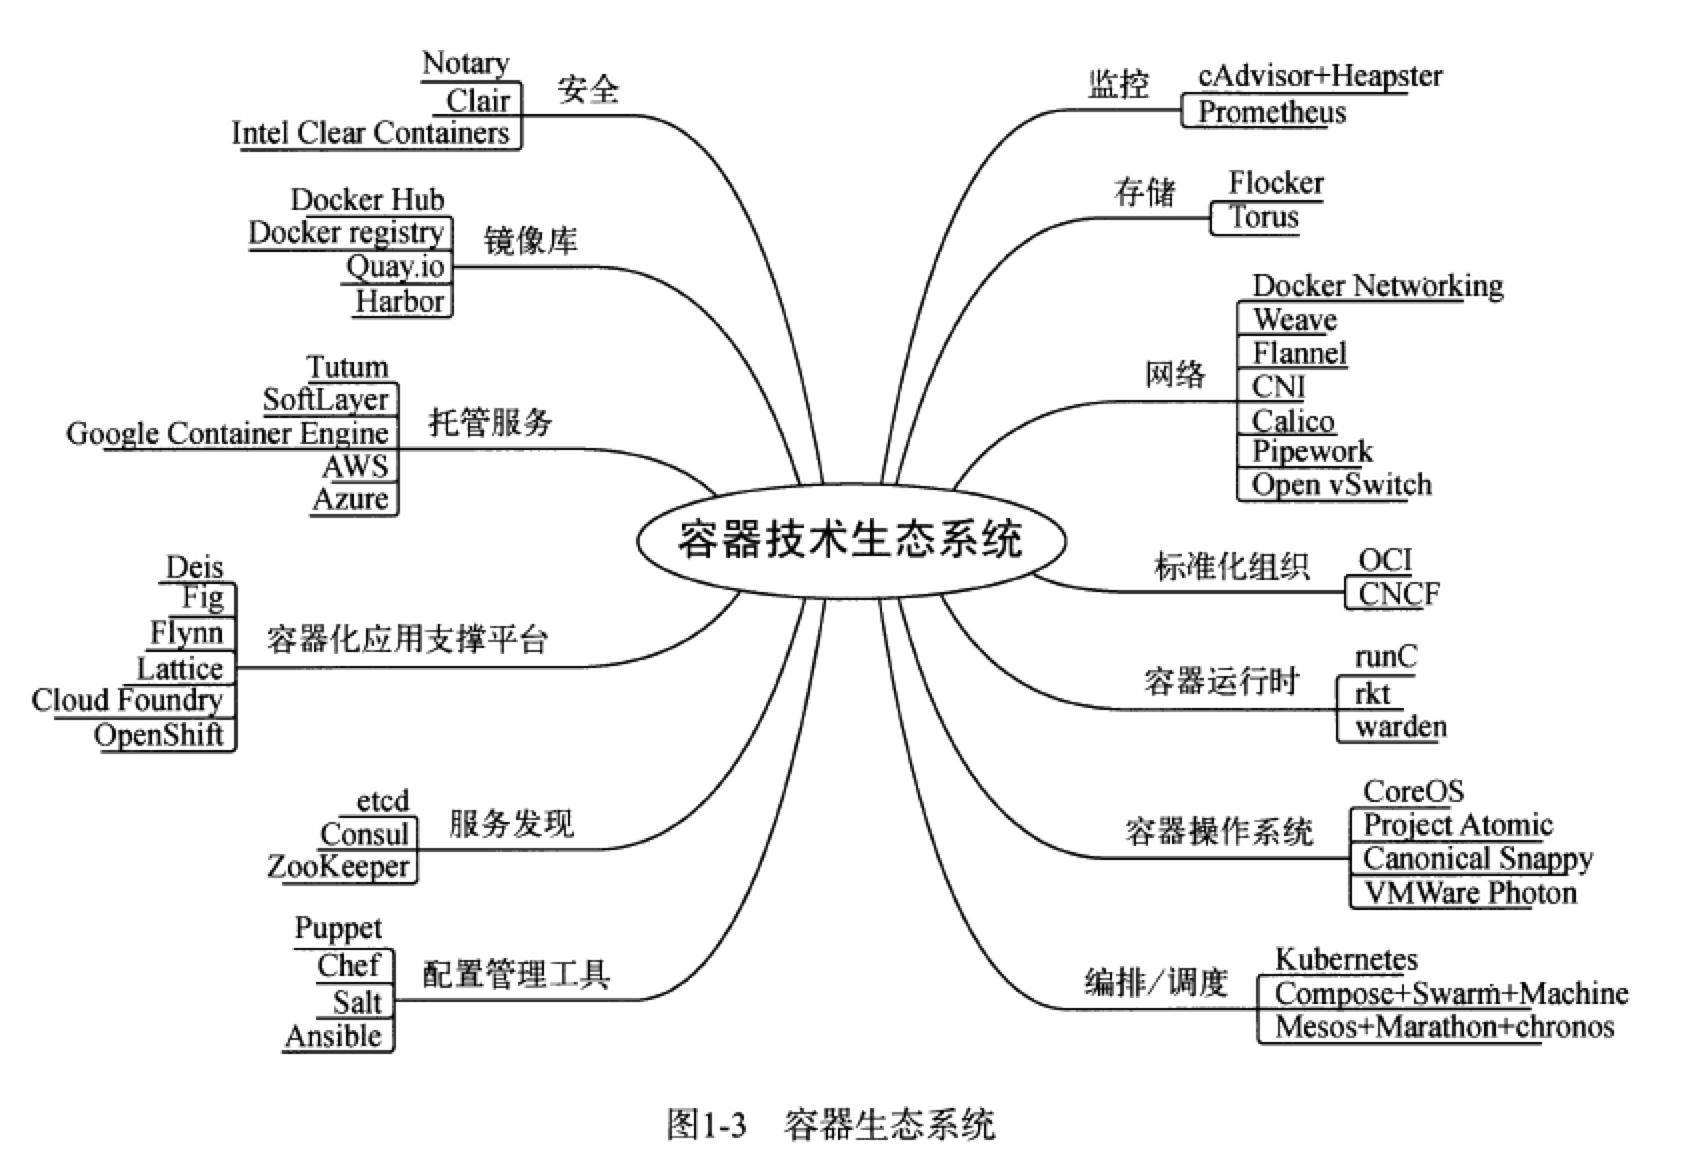 安全
Notary
Clair
Intel Clear Containers
镜像库
Docker Hub
Docker registry
Quay.io
Harbor
托管服务
Tutum
SoftLayer
Google Container Engine
AWS
Azure
容器化应用支撑平台
Deis
Fig
Flynn
Lattice
Cloud Foundry
OpenShift
服务发现
etcd
Consul
ZooKeeper
配置管理工具
Puppet
Chef
Salt
Ansible
容器技术生态系统
监控
cAdvisor+Heapster
Prometheus
存储
Flocker
Torus
网络
Docker Networking
Weave
Flannel
CNI
Calico
Pipework
Open vSwitch
标准化组织
OCI
CNCF
容器运行时
runC
rkt
warden
容器操作系统
CoreOS
Project Atomic
Canonical Snappy
VMWare Photon
编排/调度
Kubernetes
Compose+Swarm+Machine
Mesos+Marathon+chronos
图1-3 容器生态系统